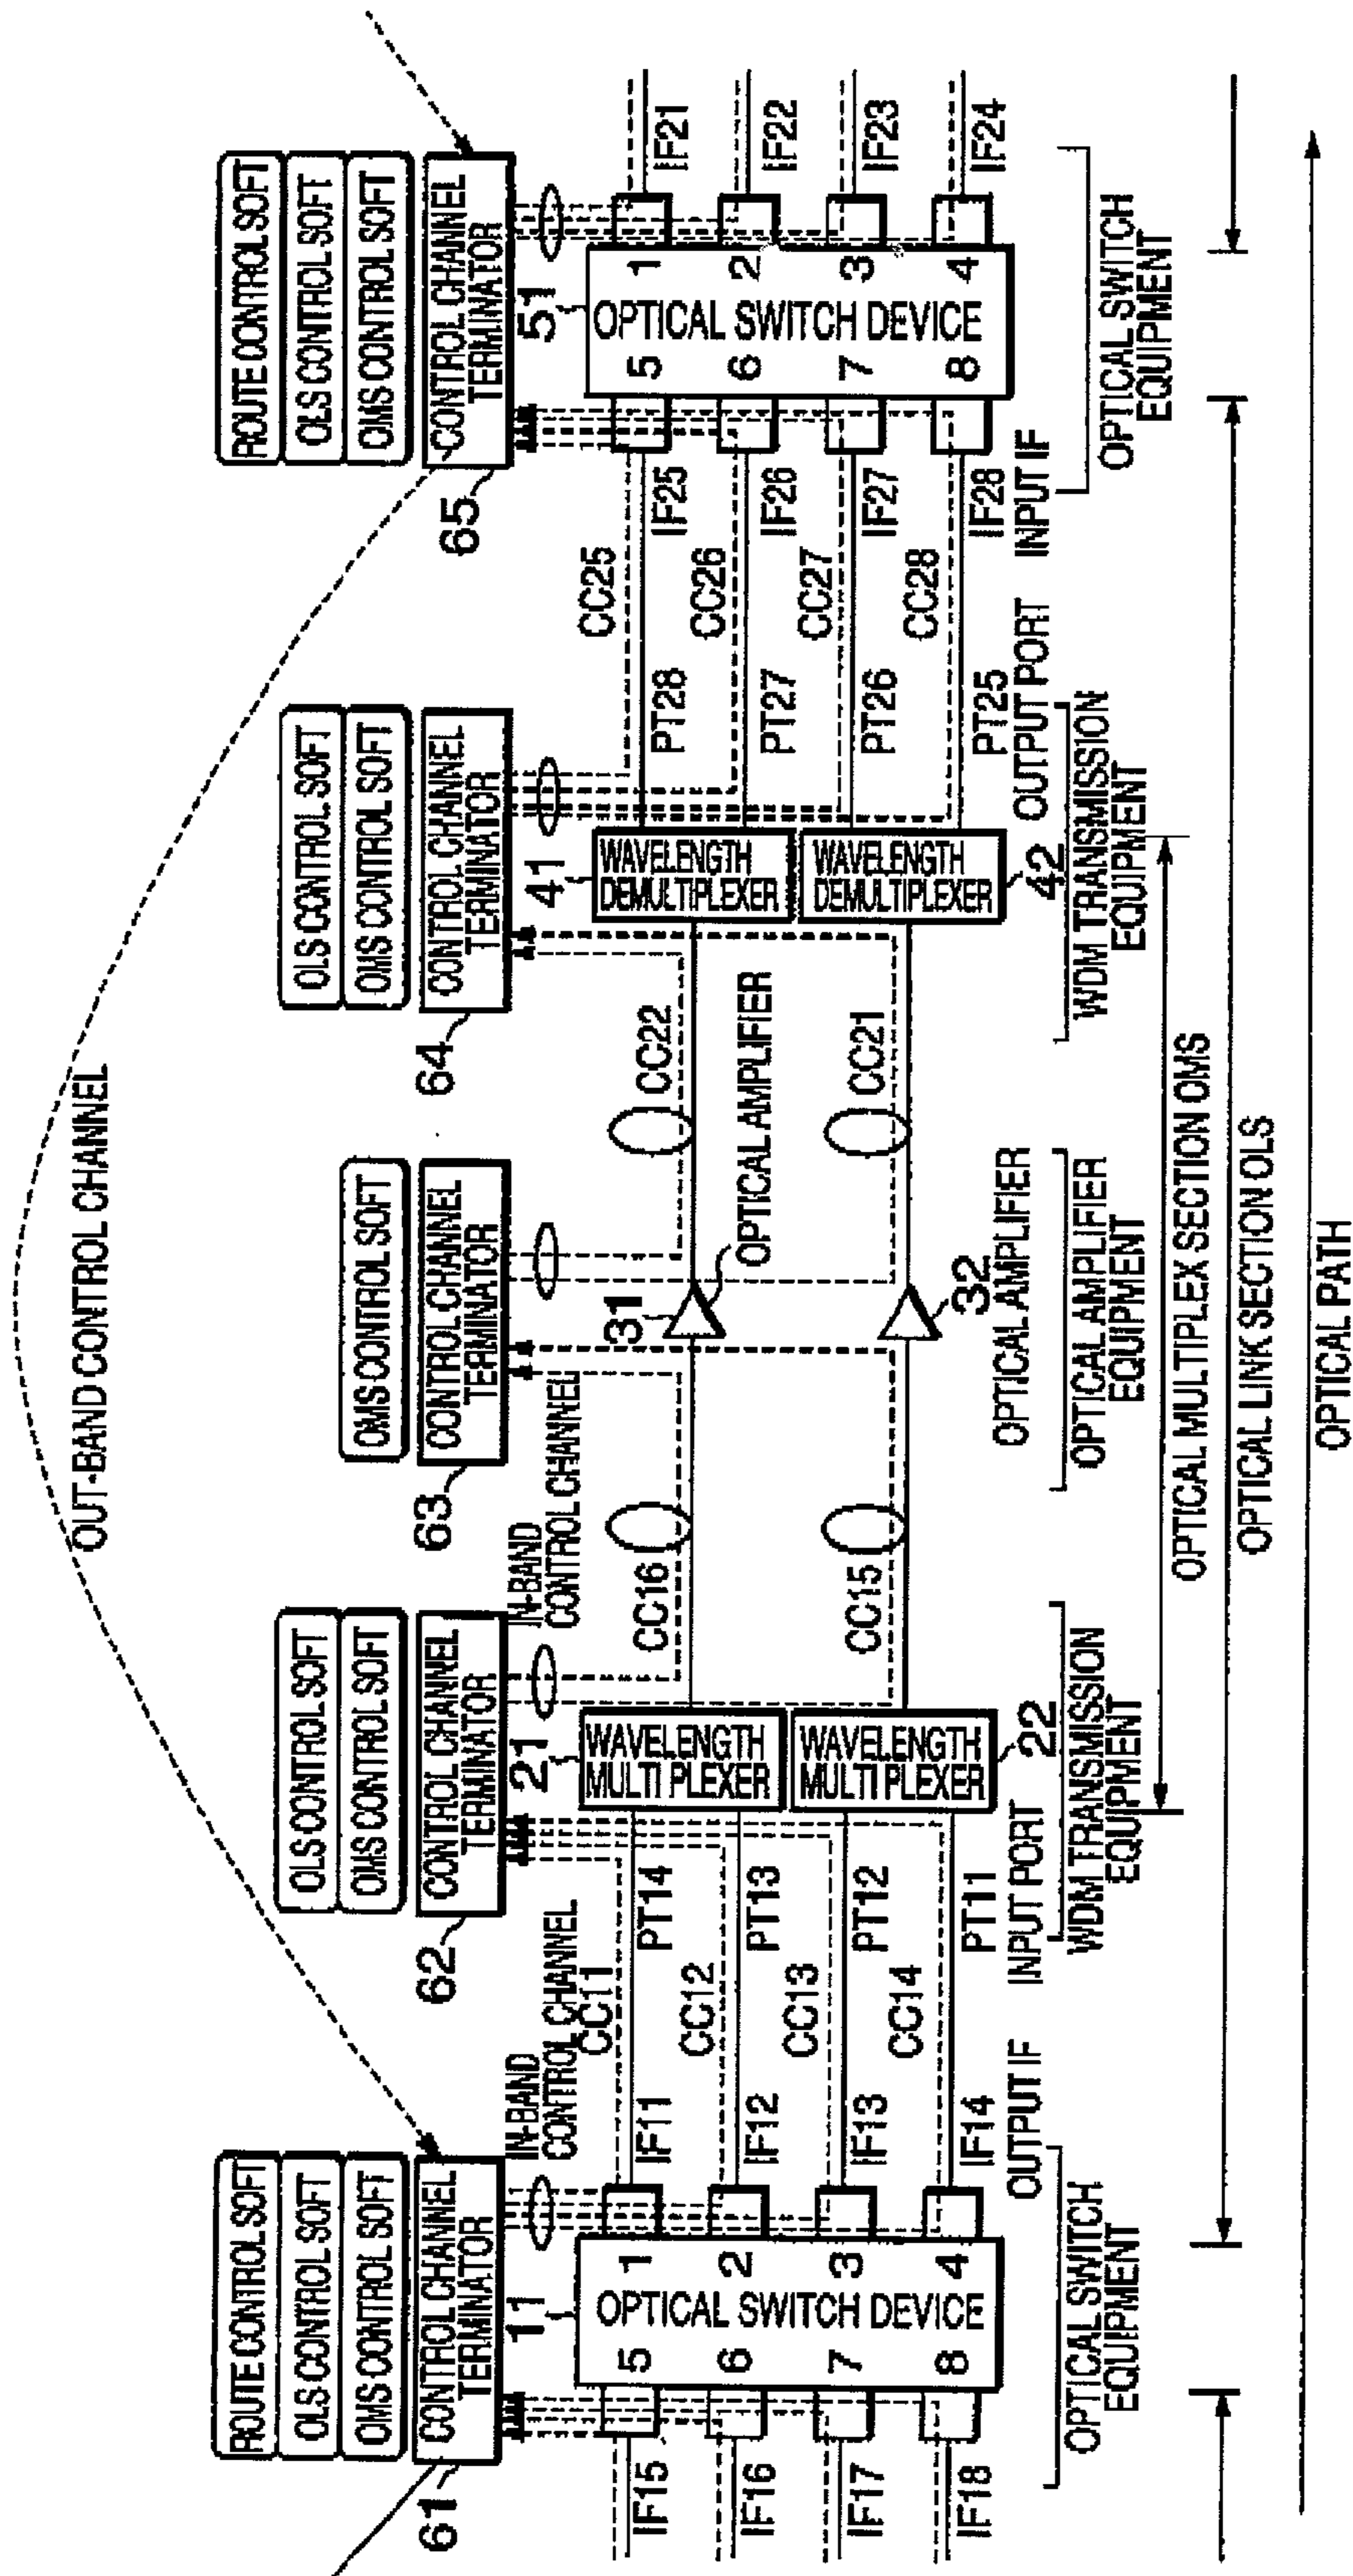 OUT-BAND CONTROL CHANNEL
ROUTE CONTROL SOFT
OLS CONTROL SOFT
OMS CONTROL SOFT
CONTROL CHANNEL
TERMINATOR
61
OLS CONTROL SOFT
OMS CONTROL SOFT
CONTROL CHANNEL
TERMINATOR
62
OMS CONTROL SOFT
CONTROL CHANNEL
TERMINATOR
63
OLS CONTROL SOFT
OMS CONTROL SOFT
CONTROL CHANNEL
TERMINATOR
64
ROUTE CONTROL SOFT
OLS CONTROL SOFT
OMS CONTROL SOFT
CONTROL CHANNEL
TERMINATOR
65
IF15
IF16
IF17
IF18
11
5
6
7
8
OPTICAL SWITCH DEVICE
1
2
3
4
IN-BAND
CONTROL CHANNEL
IF11
IF12
IF13
IF14
CC11
CC12
CC13
CC14
PT14
PT13
PT12
PT11
OUTPUT IF
INPUT PORT
21
WAVELENGTH
MULTI PLEXER
WAVELENGTH
MULTI PLEXER
22
IN-BAND
CONTROL CHANNEL
CC16
CC15
31
OPTICAL AMPLIFIER
32
OPTICAL AMPLIFIER
CC22
CC21
41
WAVELENGTH
DEMULTIPLEXER
WAVELENGTH
DEMULTIPLEXER
42
PT28
PT27
PT26
PT25
CC25
CC26
CC27
CC28
IF25
IF26
IF27
IF28
OUTPUT PORT
INPUT IF
51
5
6
7
8
OPTICAL SWITCH DEVICE
1
2
3
4
IF21
IF22
IF23
IF24
OPTICAL SWITCH
EQUIPMENT
WDM TRANSMISSION
EQUIPMENT
OPTICAL AMPLIFIER
EQUIPMENT
WDM TRANSMISSION
EQUIPMENT
OPTICAL SWITCH
EQUIPMENT
OPTICAL MULTIPLEX SECTION OMS
OPTICAL LINK SECTION OLS
OPTICAL PATH